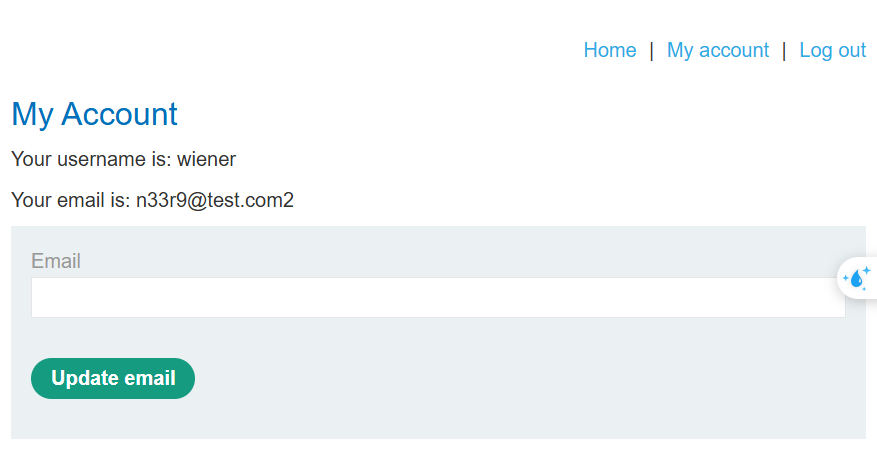 Home | My account | Log out
My Account
Your username is: wiener
Your email is: n33r9@test.com2
Email
Update email